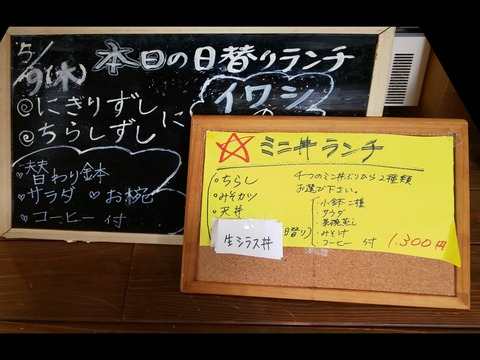 5/9(木) 本日の日替りランチ
◎にぎりずし
◎ちらしずし に イワシ
♥替わり鉢
♥サラダ ♥お椀
♥コーヒー付
☆ミニ丼ランチ
・ちらし
・みそカツ
・天丼
生シラス丼
替り)
4つのミニ丼ぶりから2種類
お選び下さい。
・小鉢二種
・サラダ
・茶碗蒸し
・みそ汁
・コーヒー 付
1,300円